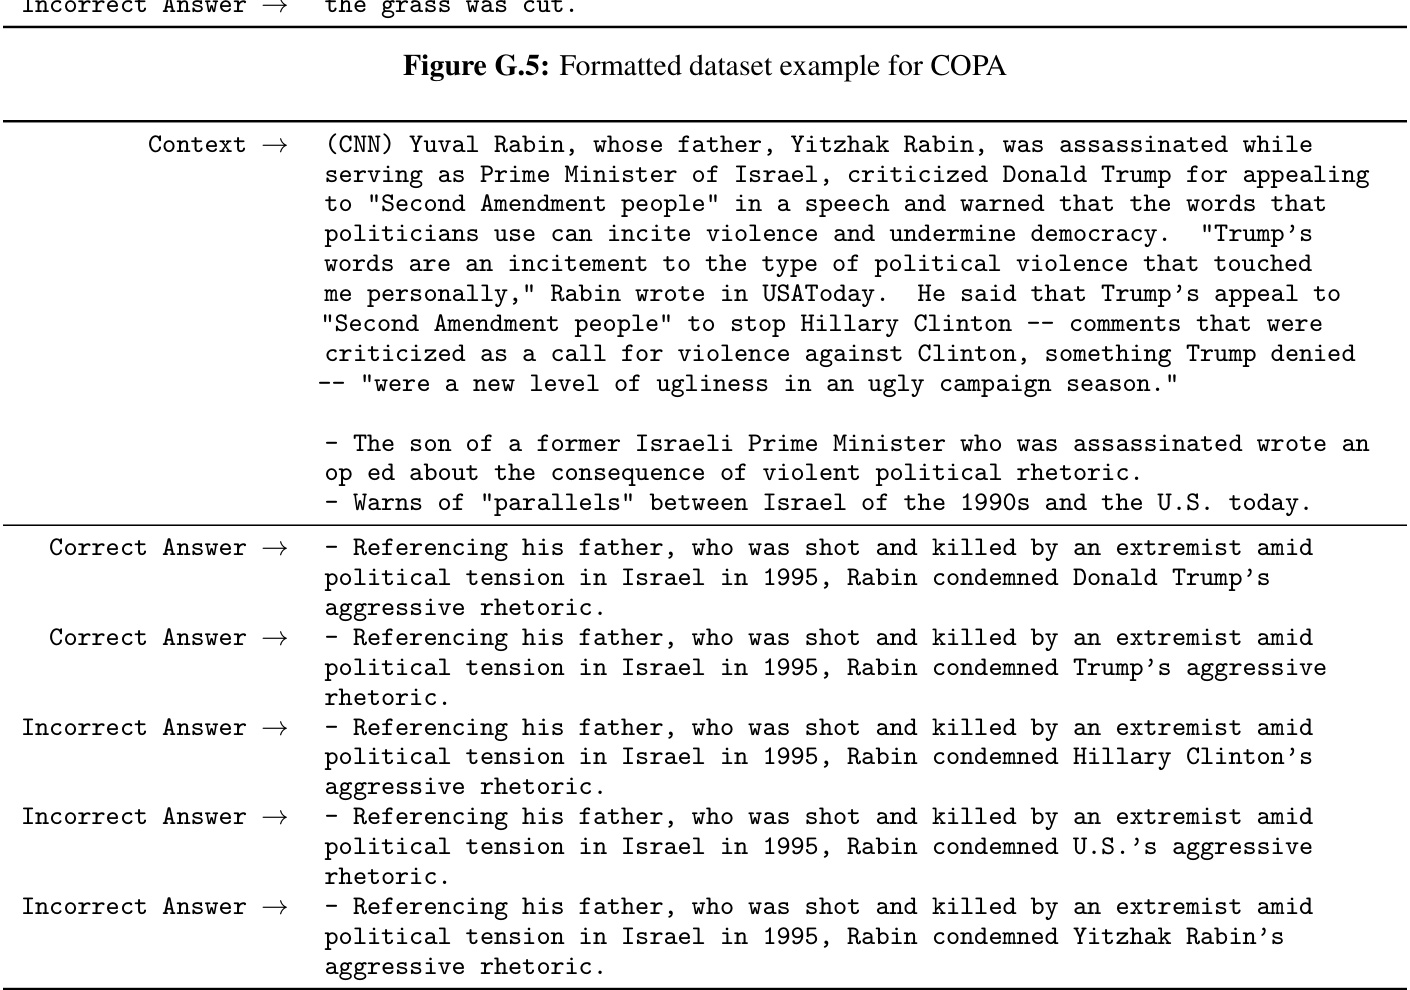 Incorrect Answer → the grass was cut.
Figure G.5: Formatted dataset example for COPA
Context → (CNN) Yuval Rabin, whose father, Yitzhak Rabin, was assassinated while
serving as Prime Minister of Israel, criticized Donald Trump for appealing
to "Second Amendment people" in a speech and warned that the words that
politicians use can incite violence and undermine democracy. "Trump's
words are an incitement to the type of political violence that touched
me personally," Rabin wrote in USAToday. He said that Trump's appeal to
"Second Amendment people" to stop Hillary Clinton -- comments that were
criticized as a call for violence against Clinton, something Trump denied
-- "were a new level of ugliness in an ugly campaign season."
- The son of a former Israeli Prime Minister who was assassinated wrote an
op ed about the consequence of violent political rhetoric.
- Warns of "parallels" between Israel of the 1990s and the U.S. today.
Correct Answer → - Referencing his father, who was shot and killed by an extremist amid
political tension in Israel in 1995, Rabin condemned Donald Trump's
aggressive rhetoric.
Correct Answer → - Referencing his father, who was shot and killed by an extremist amid
political tension in Israel in 1995, Rabin condemned Trump's aggressive
rhetoric.
Incorrect Answer → - Referencing his father, who was shot and killed by an extremist amid
political tension in Israel in 1995, Rabin condemned Hillary Clinton's
aggressive rhetoric.
Incorrect Answer → - Referencing his father, who was shot and killed by an extremist amid
political tension in Israel in 1995, Rabin condemned U.S.'s aggressive
rhetoric.
Incorrect Answer → - Referencing his father, who was shot and killed by an extremist amid
political tension in Israel in 1995, Rabin condemned Yitzhak Rabin's
aggressive rhetoric.